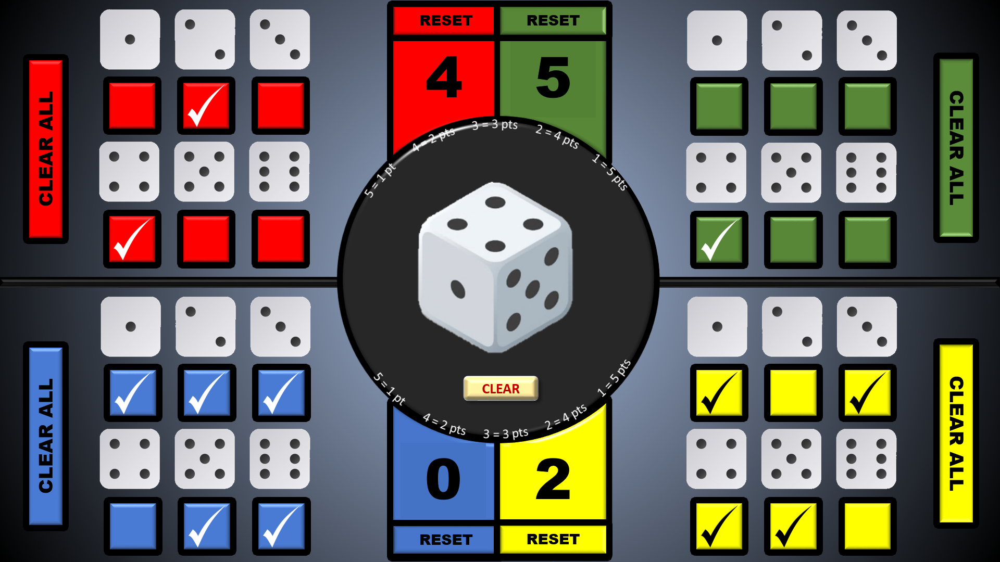 RESET
RESET
4
5
CLEAR ALL
CLEAR ALL
5 = 1 pt
4 = 2 pts
3 = 3 pts
2 = 4 pts
1 = 5 pts
CLEAR
5 = 1 pt
4 = 2 pts
3 = 3 pts
2 = 4 pts
1 = 5 pts
CLEAR ALL
CLEAR ALL
0
2
RESET
RESET